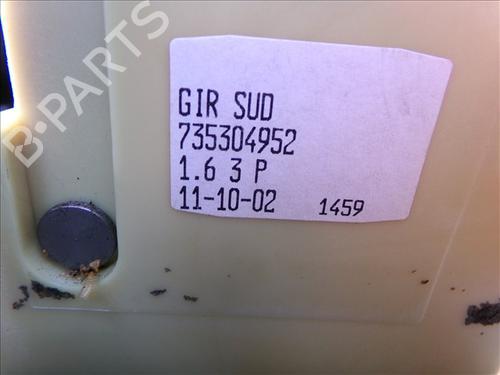 B-PARTS
GIR SUD
735304952
1.6 3 P
11-10-02 1459